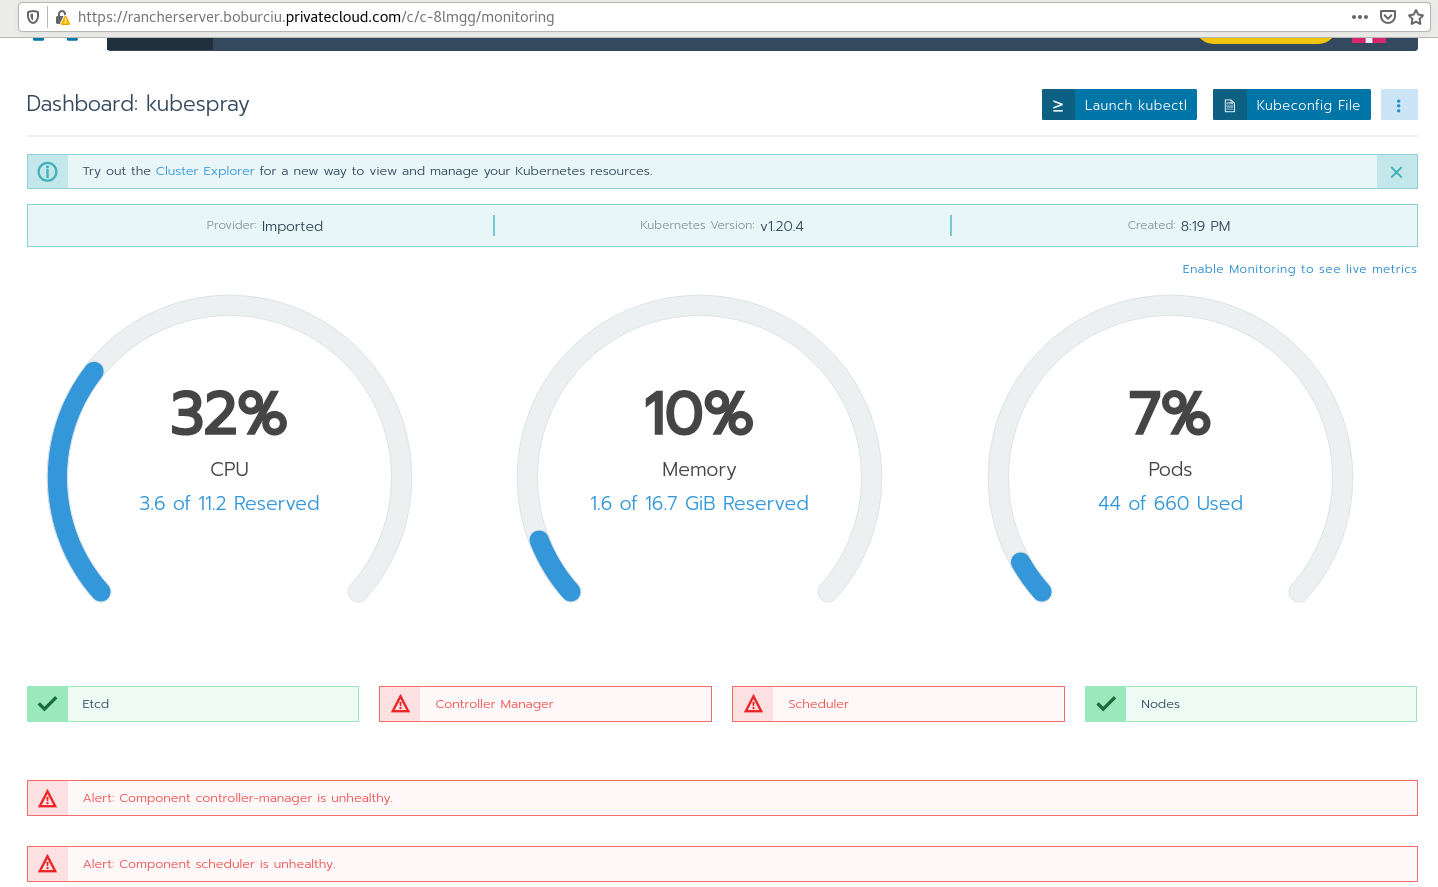 https://rancherserver.boburciu.privatecloud.com/c/c-8lmgg/monitoring
Dashboard: kubespray
Launch kubectl
Kubeconfig File
Try out the Cluster Explorer for a new way to view and manage your Kubernetes resources.
Provider: Imported
Kubernetes Version: v1.20.4
Created: 8:19 PM
Enable Monitoring to see live metrics
32%
CPU
3.6 of 11.2 Reserved
10%
Memory
1.6 of 16.7 GiB Reserved
7%
Pods
44 of 660 Used
Etcd
Controller Manager
Scheduler
Nodes
Alert: Component controller-manager is unhealthy.
Alert: Component scheduler is unhealthy.